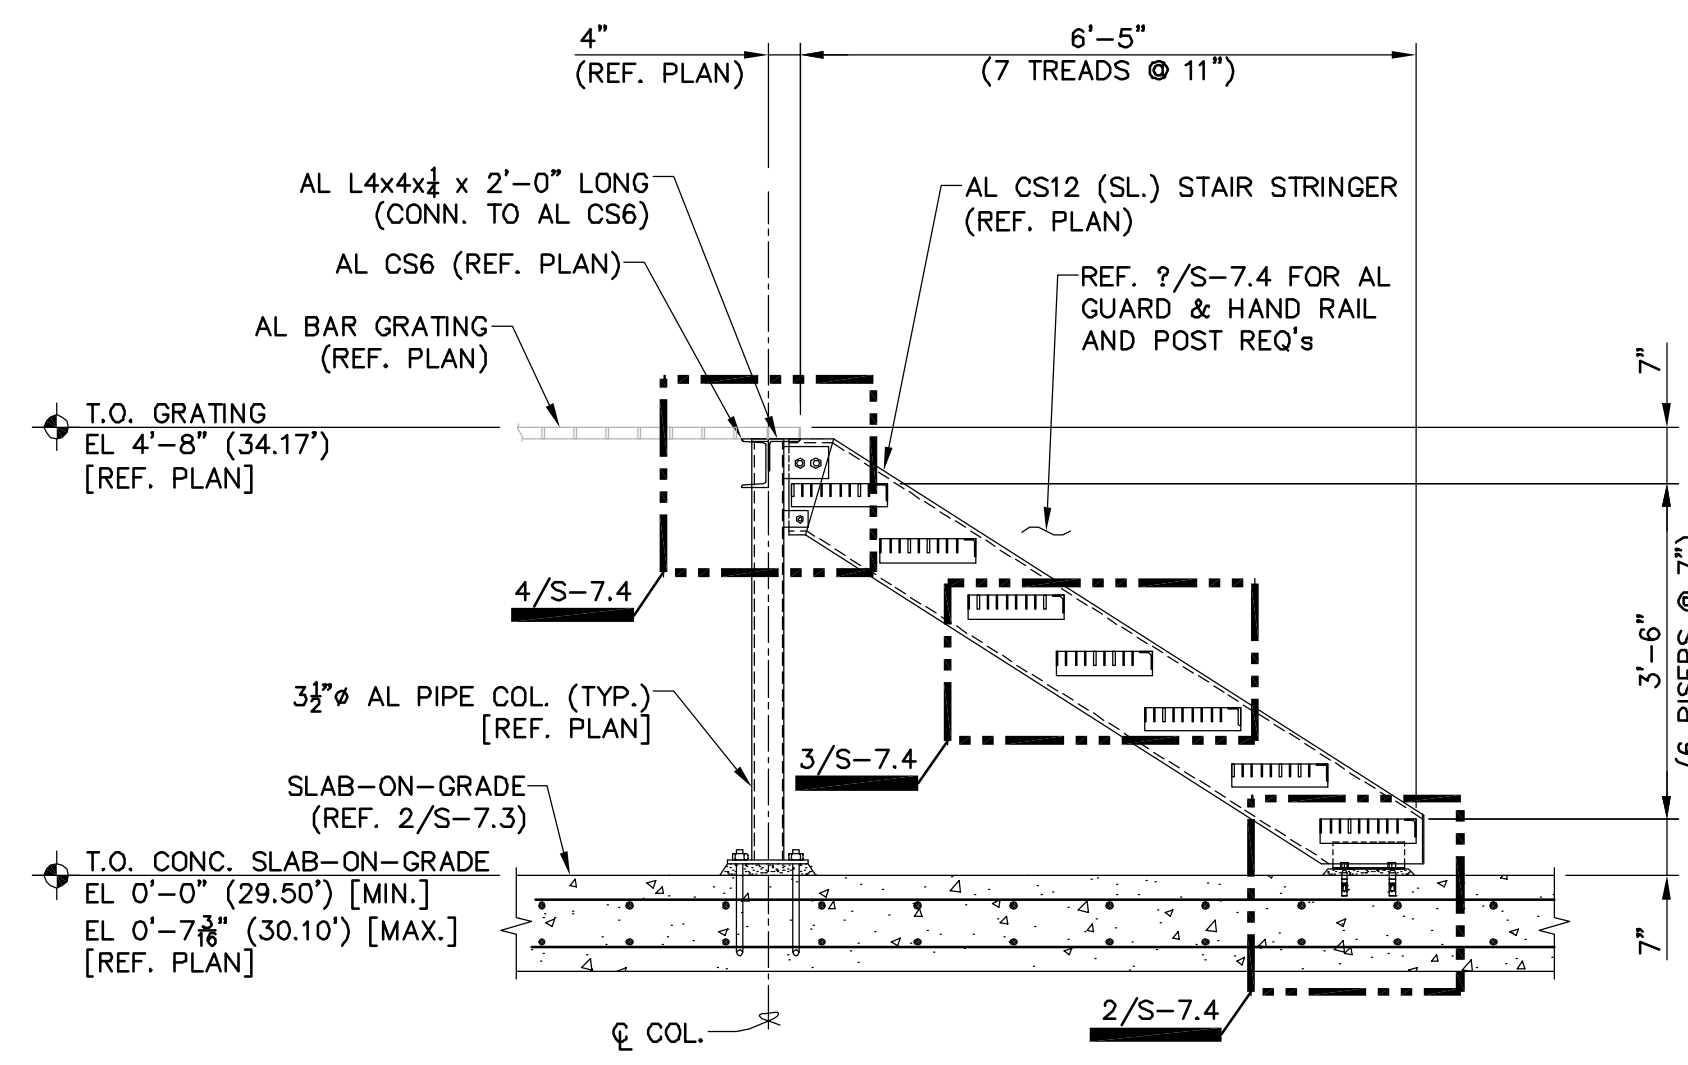 4"
(REF. PLAN)
6'-5"
(7 TREADS @ 11")
AL L4x4x1/4 x 2'-0" LONG
(CONN. TO AL CS6)
AL CS6 (REF. PLAN)
AL BAR GRATING
(REF. PLAN)
AL CS12 (SL.) STAIR STRINGER
(REF. PLAN)
REF. ?/S-7.4 FOR AL
GUARD & HAND RAIL
AND POST REQ's
T.O. GRATING
EL 4'-8" (34.17')
[REF. PLAN]
7"
4/S-7.4
3'-6"
(6 RISERS @ 7")
3 1/2"ø AL PIPE COL. (TYP.)
[REF. PLAN]
3/S-7.4
SLAB-ON-GRADE
(REF. 2/S-7.3)
T.O. CONC. SLAB-ON-GRADE
EL 0'-0" (29.50') [MIN.]
EL 0'-7 3/16" (30.10') [MAX.]
[REF. PLAN]
7"
2/S-7.4
℄ COL.